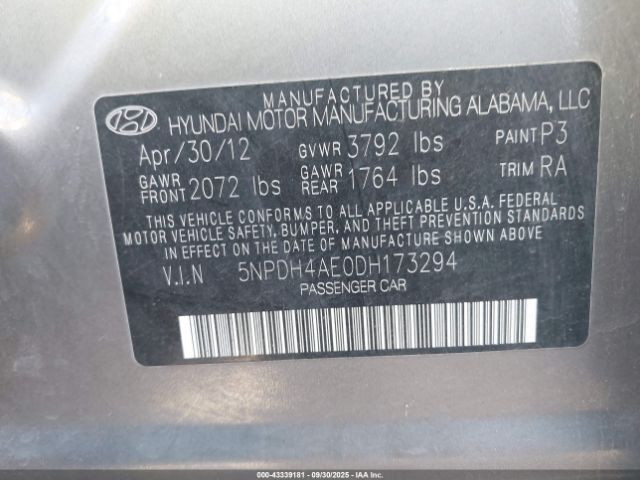 MANUFACTURED BY
HYUNDAI MOTOR MANUFACTURING ALABAMA, LLC
Apr/30/12 GVWR 3792 lbs PAINT P3
GAWR FRONT 2072 lbs GAWR REAR 1764 lbs TRIM RA
THIS VEHICLE CONFORMS TO ALL APPLICABLE U.S.A. FEDERAL
MOTOR VEHICLE SAFETY, BUMPER, AND THEFT PREVENTION STANDARDS
IN EFFECT ON THE DATE OF MANUFACTURE SHOWN ABOVE.
V.I.N 5NPDH4AE0DH173294
PASSENGER CAR
000-43339181 - 09/30/2025 - © IAA Inc.